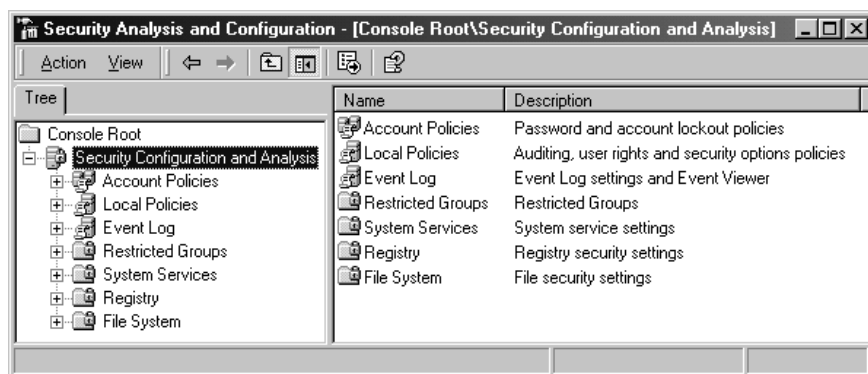 Security Analysis and Configuration - [Console Root\Security Configuration and Analysis]
Action View
Tree
Console Root
Security Configuration and Analysis
Account Policies
Local Policies
Event Log
Restricted Groups
System Services
Registry
File System
Name Description
Account Policies Password and account lockout policies
Local Policies Auditing, user rights and security options policies
Event Log Event Log settings and Event Viewer
Restricted Groups Restricted Groups
System Services System service settings
Registry Registry security settings
File System File security settings